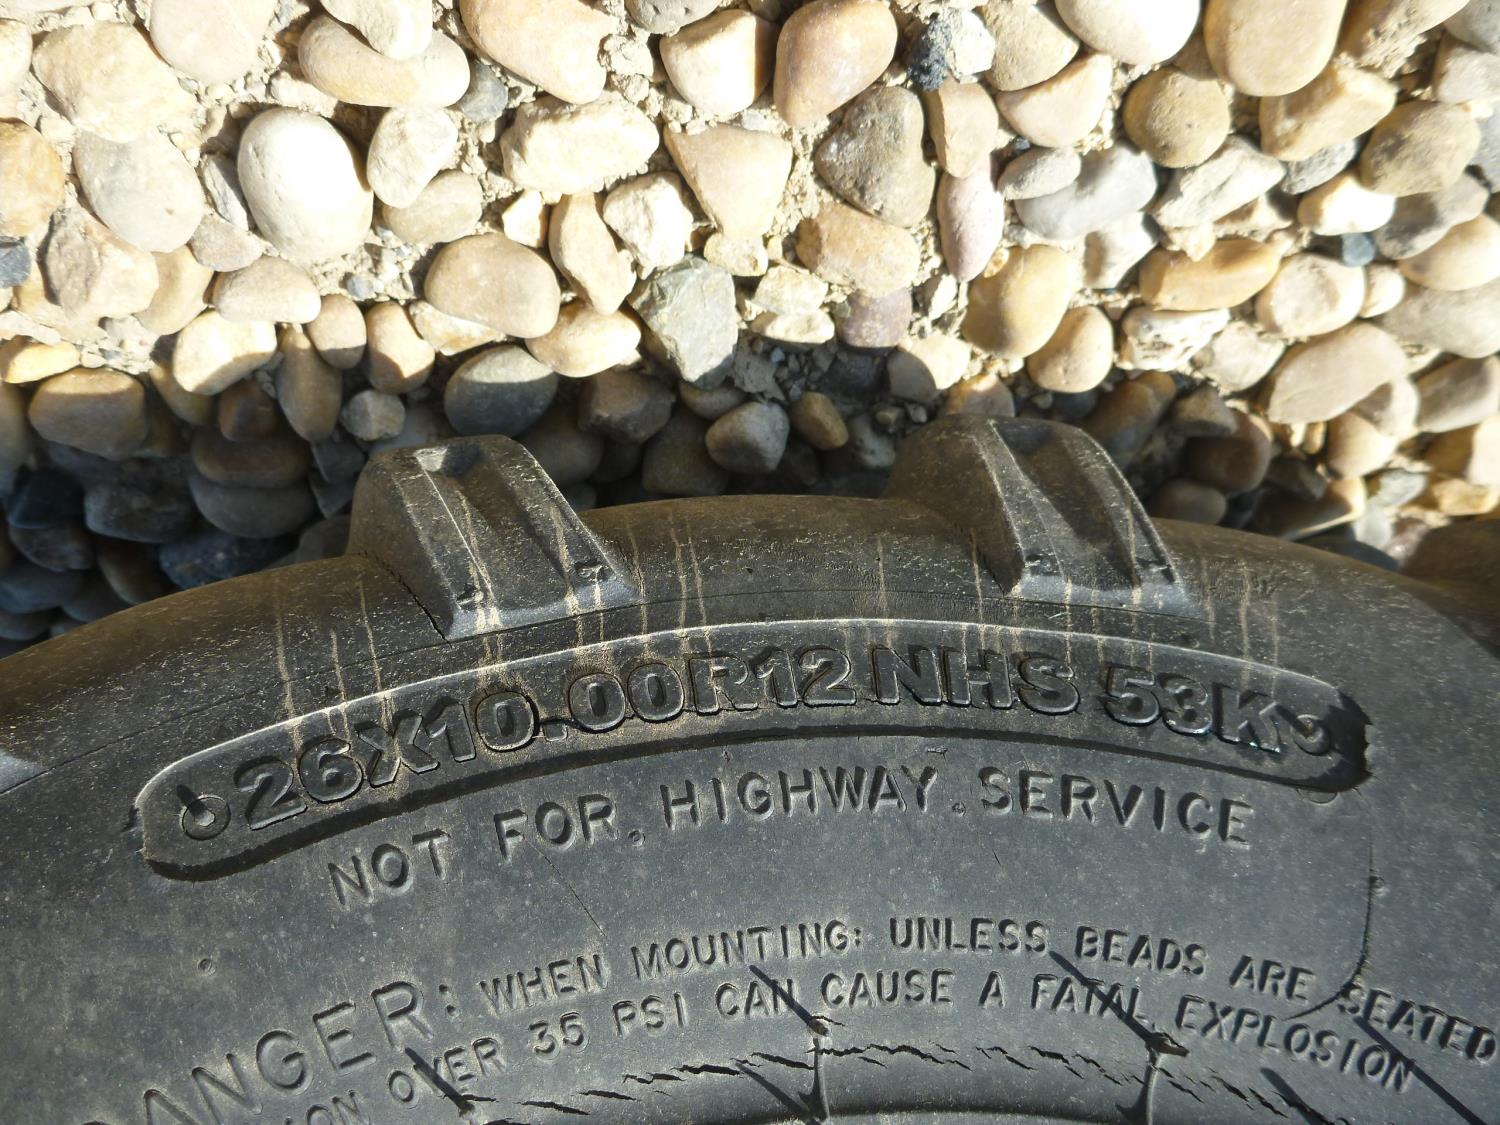 26X10.00R12 NHS 53K
NOT FOR HIGHWAY SERVICE
ANGER: WHEN MOUNTING: UNLESS BEADS ARE SEATED
ION OVER 35 PSI CAN CAUSE A FATAL EXPLOSION